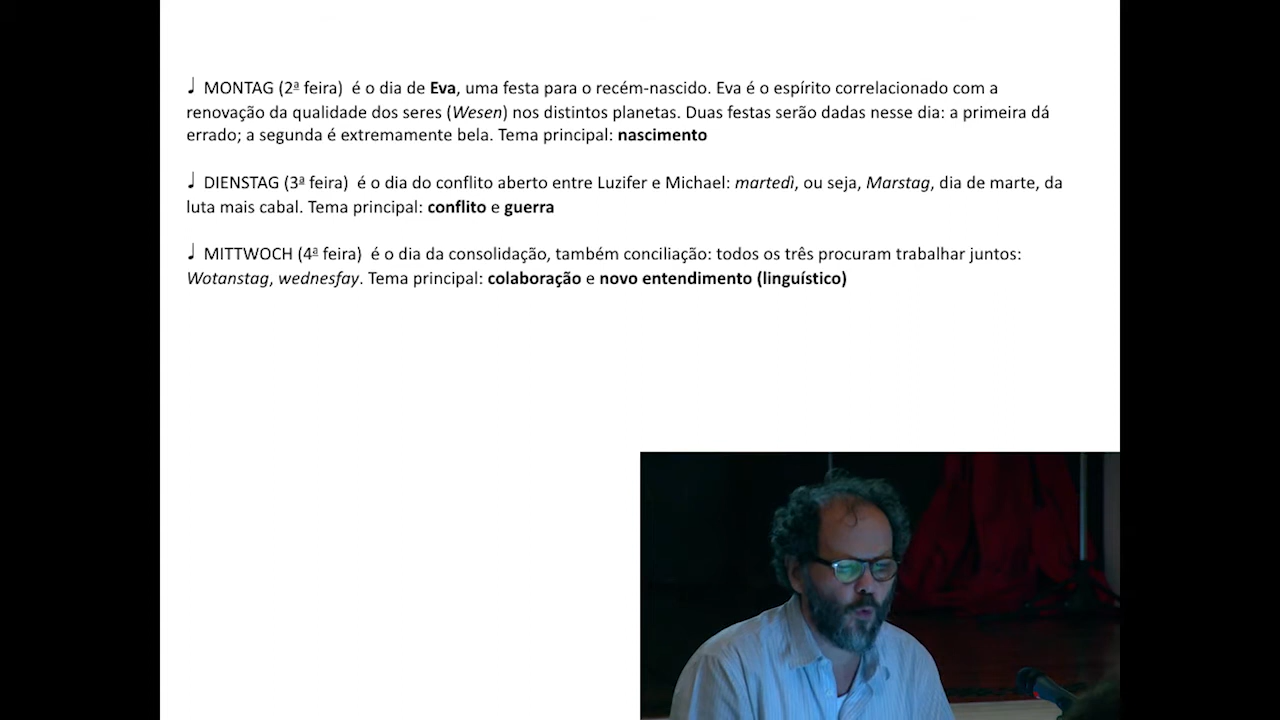 ♩ MONTAG (2ª feira) é o dia de Eva, uma festa para o recém-nascido. Eva é o espírito correlacionado com a
renovação da qualidade dos seres (Wesen) nos distintos planetas. Duas festas serão dadas nesse dia: a primeira dá
errado; a segunda é extremamente bela. Tema principal: nascimento
♩ DIENSTAG (3ª feira) é o dia do conflito aberto entre Luzifer e Michael: martedì, ou seja, Marstag, dia de marte, da
luta mais cabal. Tema principal: conflito e guerra
♩ MITTWOCH (4ª feira) é o dia da consolidação, também conciliação: todos os três procuram trabalhar juntos:
Wotanstag, wednesfay. Tema principal: colaboração e novo entendimento (linguístico)